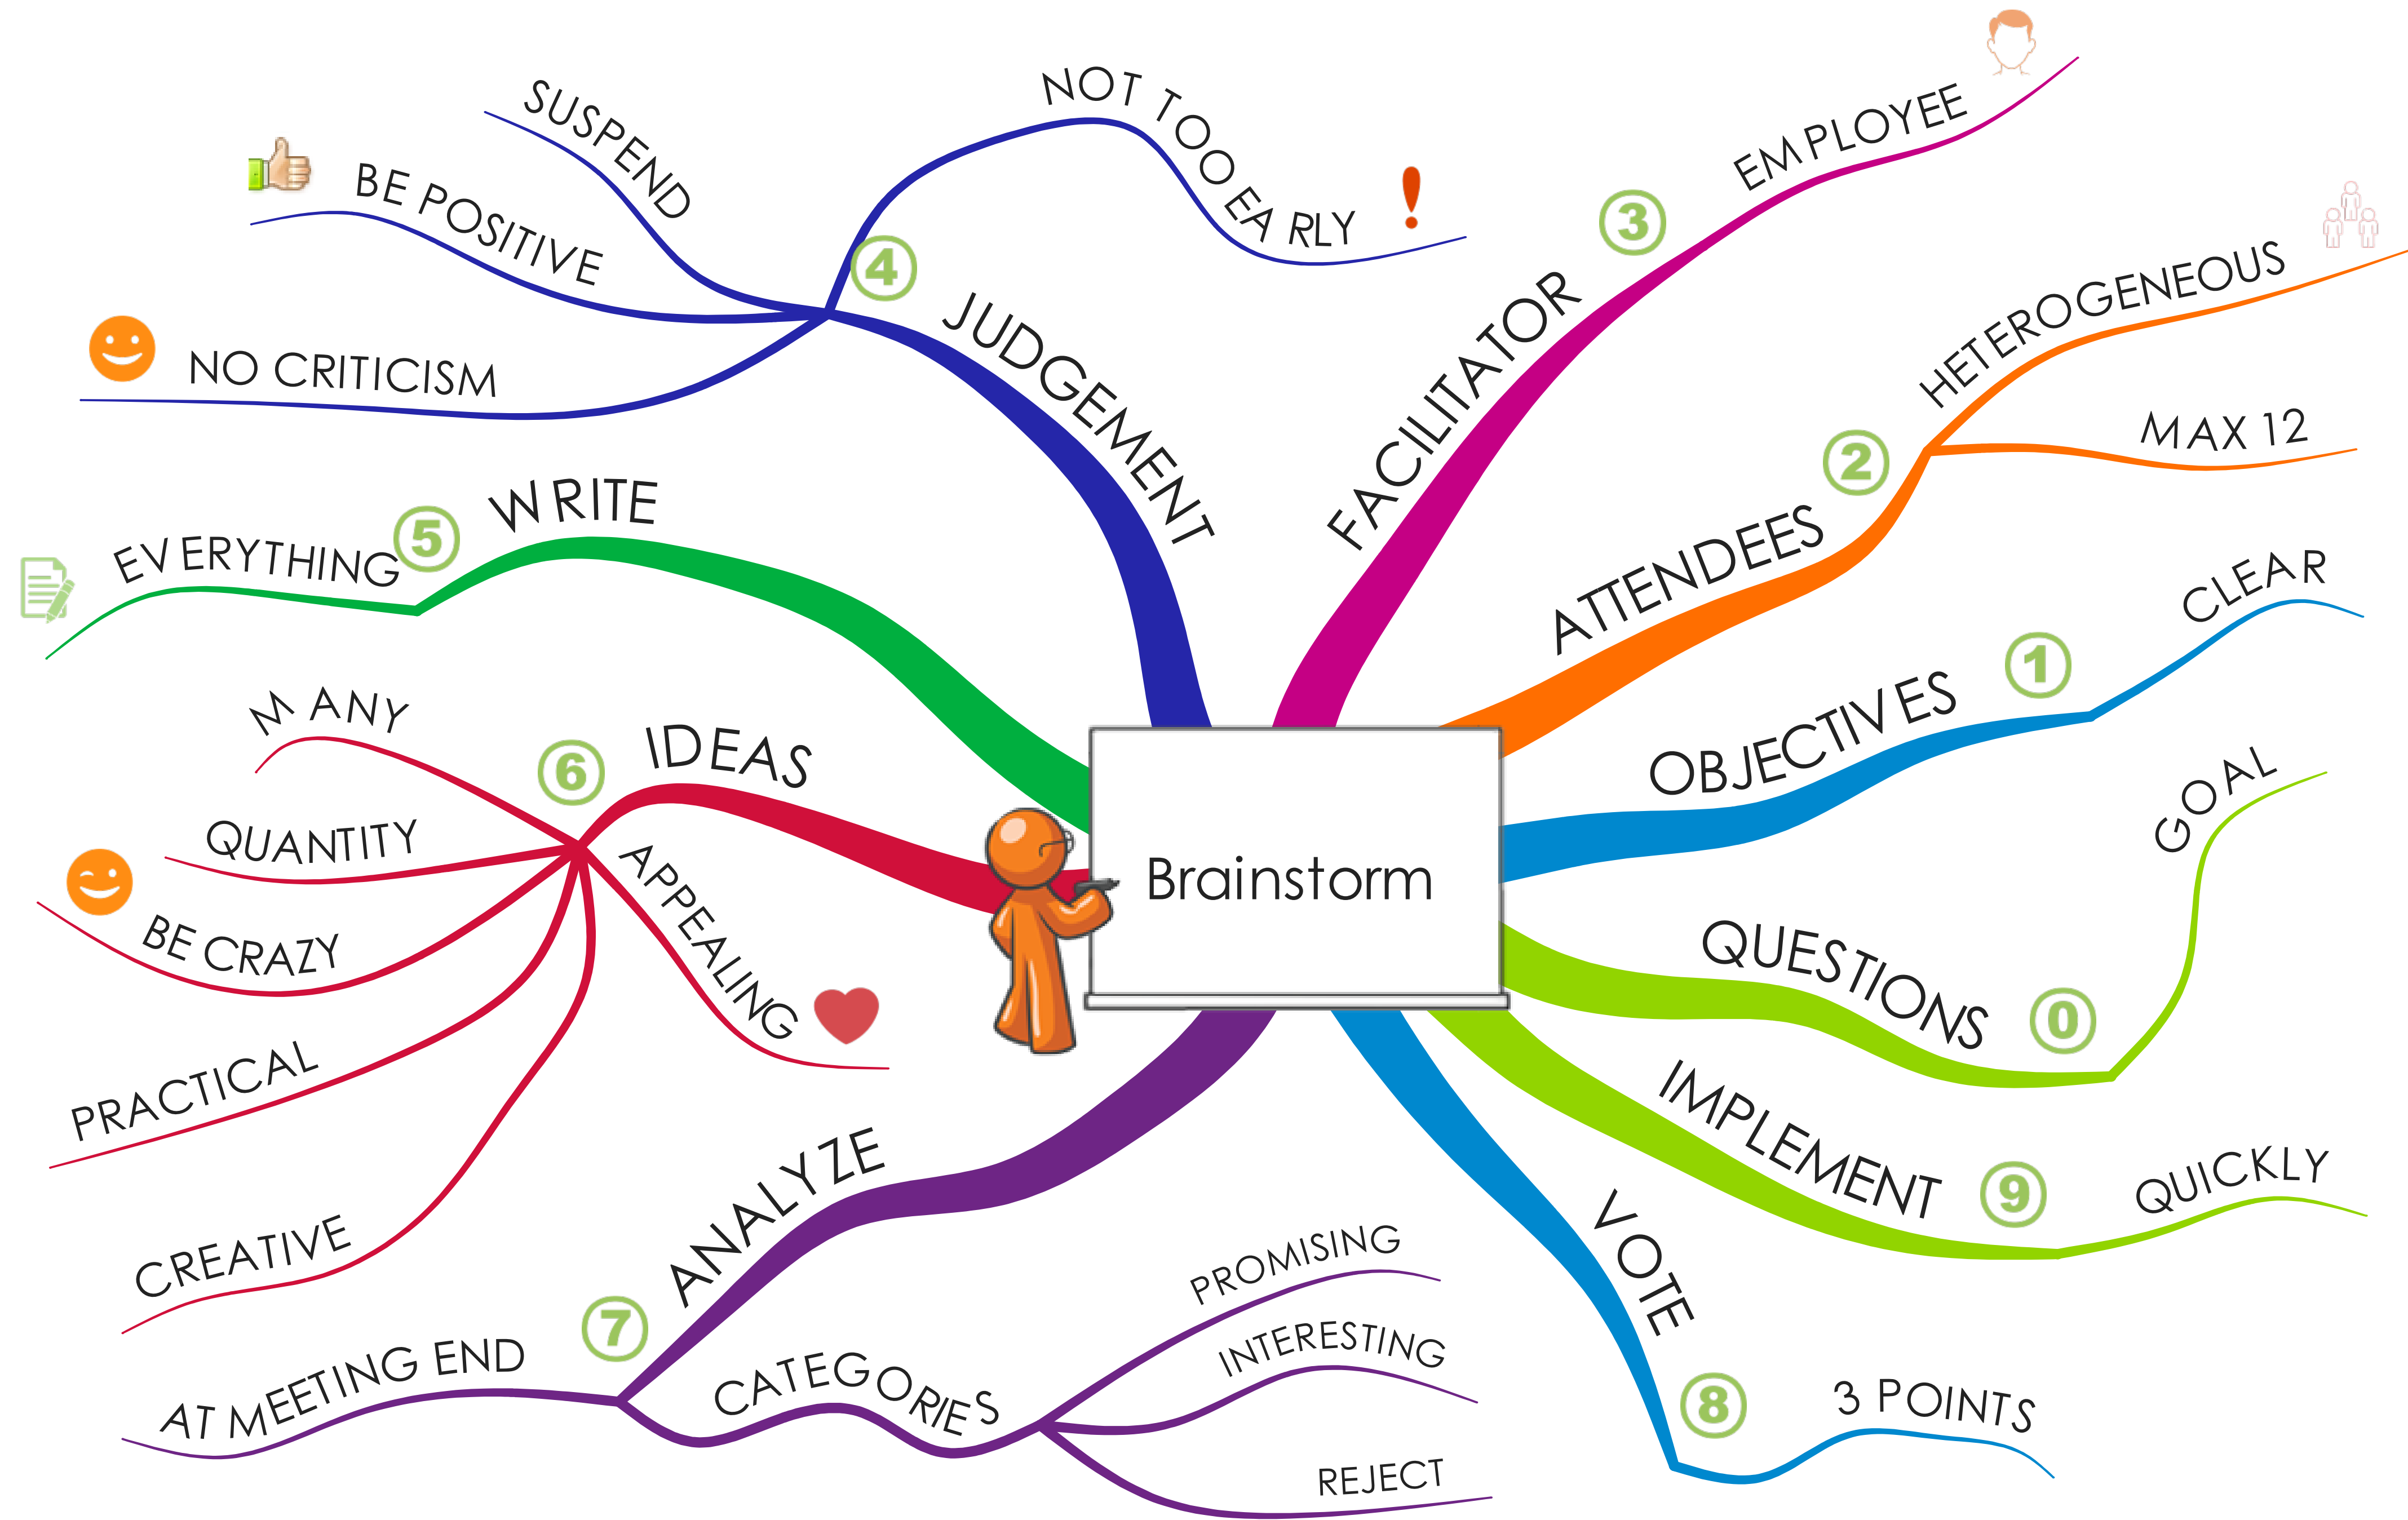 Brainstorm
QUESTIONS
0
GOAL
OBJECTIVES
1
CLEAR
ATTENDEES
2
HETEROGENEOUS
MAX 12
FACILITATOR
3
EMPLOYEE
JUDGEMENT
4
NOT TOO EARLY
SUSPEND
BE POSITIVE
NO CRITICISM
WRITE
5
EVERYTHING
IDEAS
6
MANY
QUANTITY
BE CRAZY
PRACTICAL
CREATIVE
APPEALING
ANALYZE
7
AT MEETING END
CATEGORIES
PROMISING
INTERESTING
REJECT
VOTE
8
3 POINTS
IMPLEMENT
9
QUICKLY